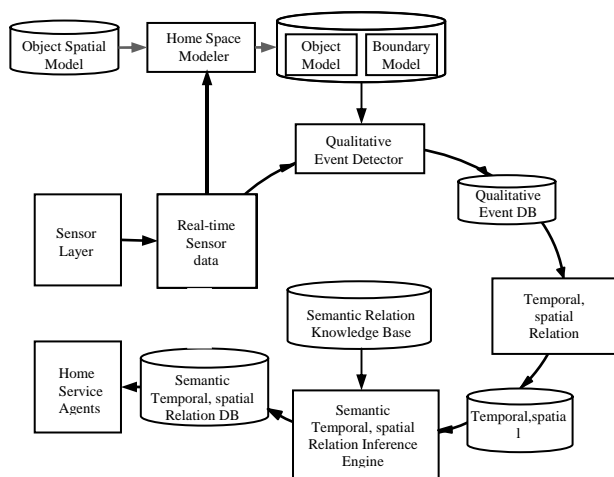 Object Spatial
Model
Home Space
Modeler
Object
Model
Boundary
Model
Qualitative
Event Detector
Qualitative
Event DB
Sensor
Layer
Real-time
Sensor
data
Temporal,
spatial
Relation
Semantic Relation
Knowledge Base
Home
Service
Agents
Semantic
Temporal, spatial
Relation DB
Semantic
Temporal, spatial
Relation Inference
Engine
Temporal,spatia
l